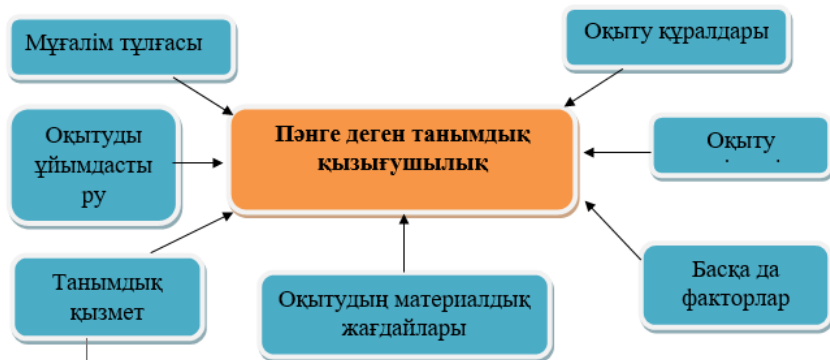 Мұғалім тұлғасы
Оқыту құралдары
Пәнге деген танымдық
қызығушылық
Оқытуды
ұйымдасты
ру
Оқыту
Танымдық
қызмет
Оқытудың материалдық
жағдайлары
Басқа да
факторлар